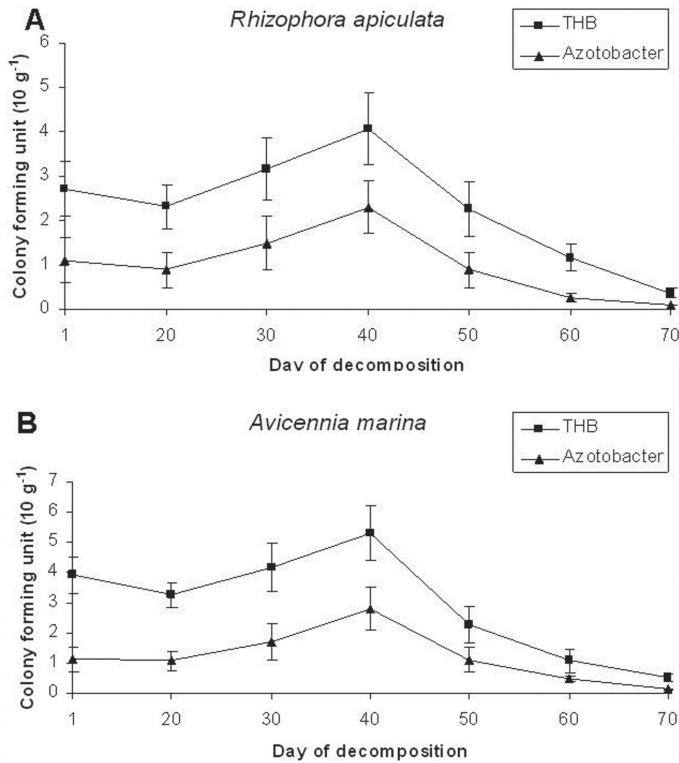 A
Rhizophora apiculata
THB
Azotobacter
Colony forming unit (10 g⁻¹)
6
5
4
3
2
1
0
1 20 30 40 50 60 70
Day of decomposition
B
Avicennia marina
THB
Azotobacter
Colony forming unit (10 g⁻¹)
7
6
5
4
3
2
1
0
1 20 30 40 50 60 70
Day of decomposition